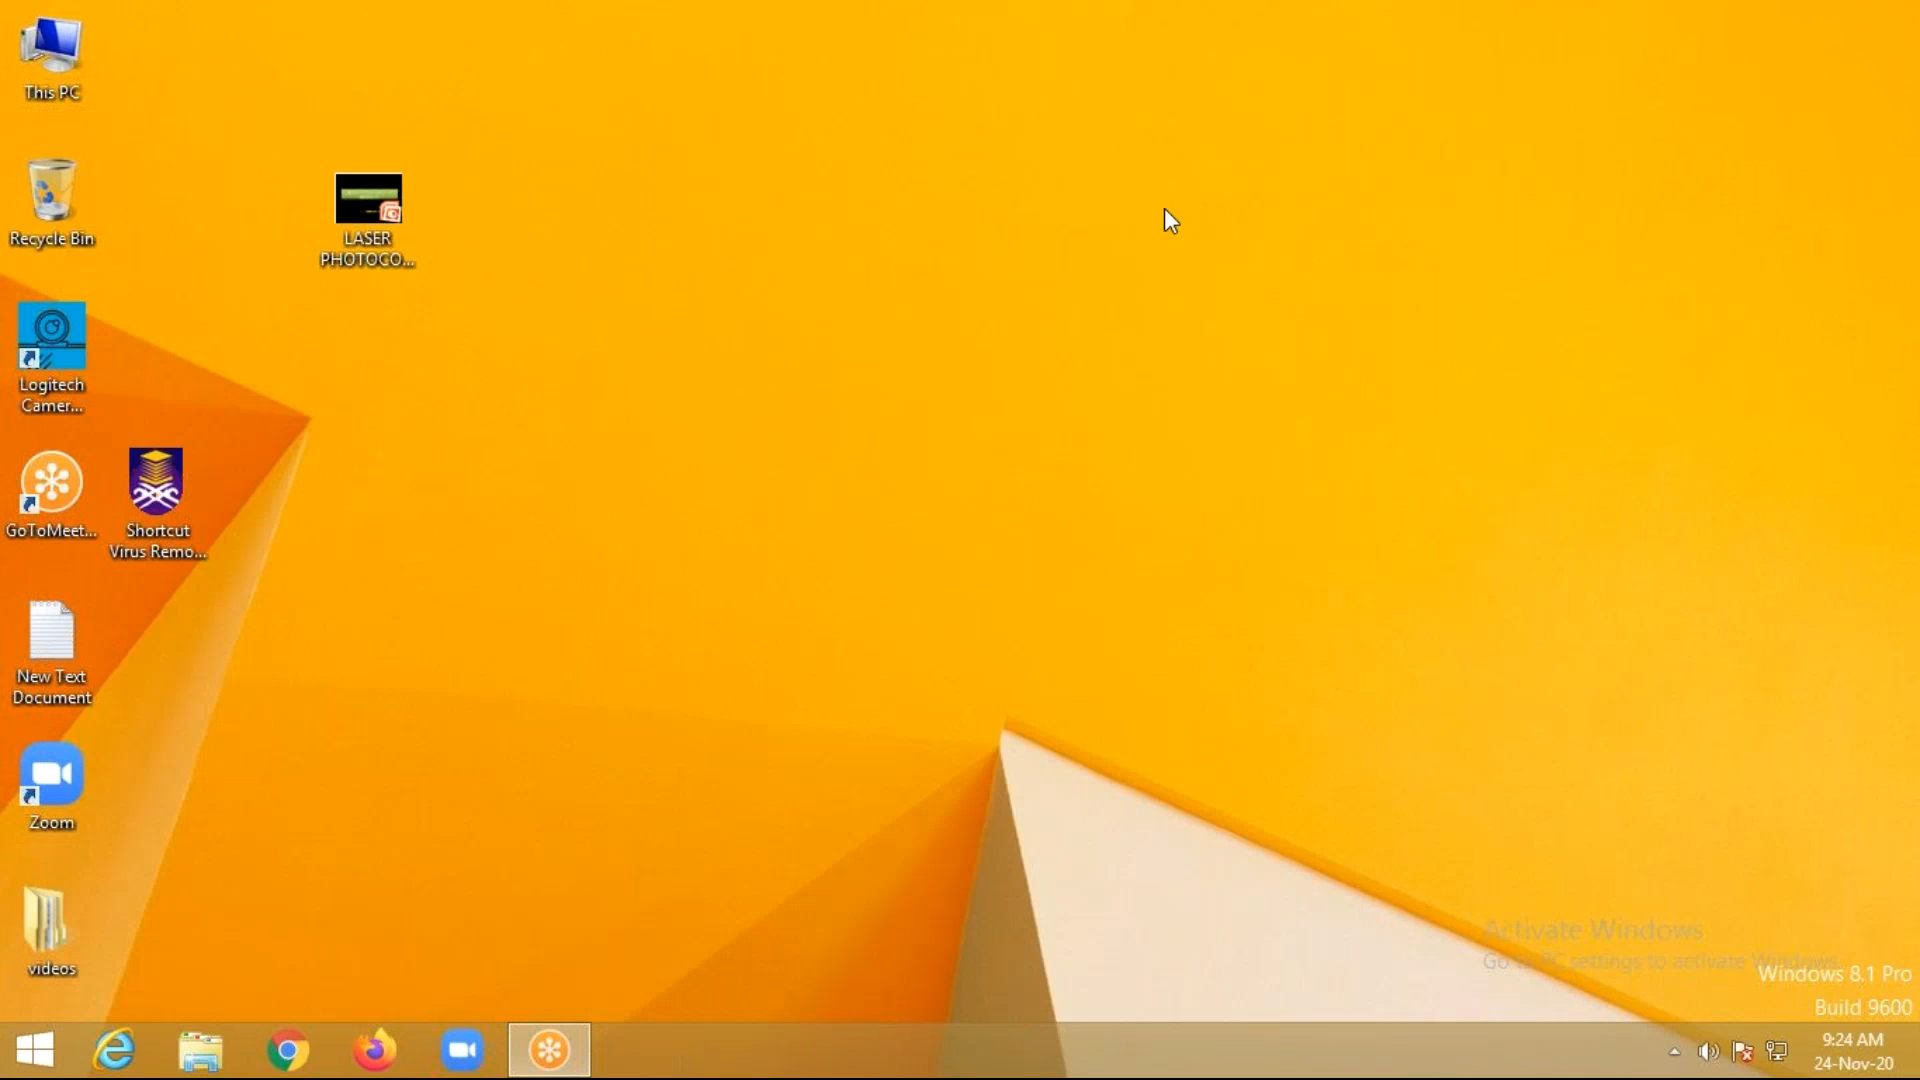 This PC
Recycle Bin
LASER
PHOTOCO...
Logitech
Camer...
GoToMeet...
Shortcut
Virus Remo...
New Text
Document
Zoom
videos
Activate Windows
Go to PC settings to activate Windows.
Windows 8.1 Pro
Build 9600
9:24 AM
24-Nov-20